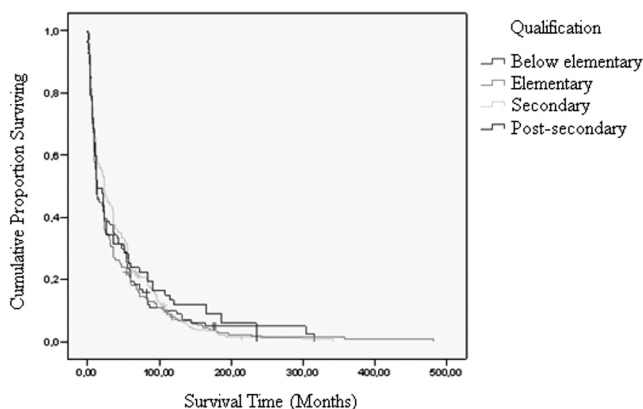 Qualification
Below elementary
Elementary
Secondary
Post-secondary
Cumulative Proportion Surviving
1,0
0,8
0,6
0,4
0,2
0,0
0,00
100,00
200,00
300,00
400,00
500,00
Survival Time (Months)